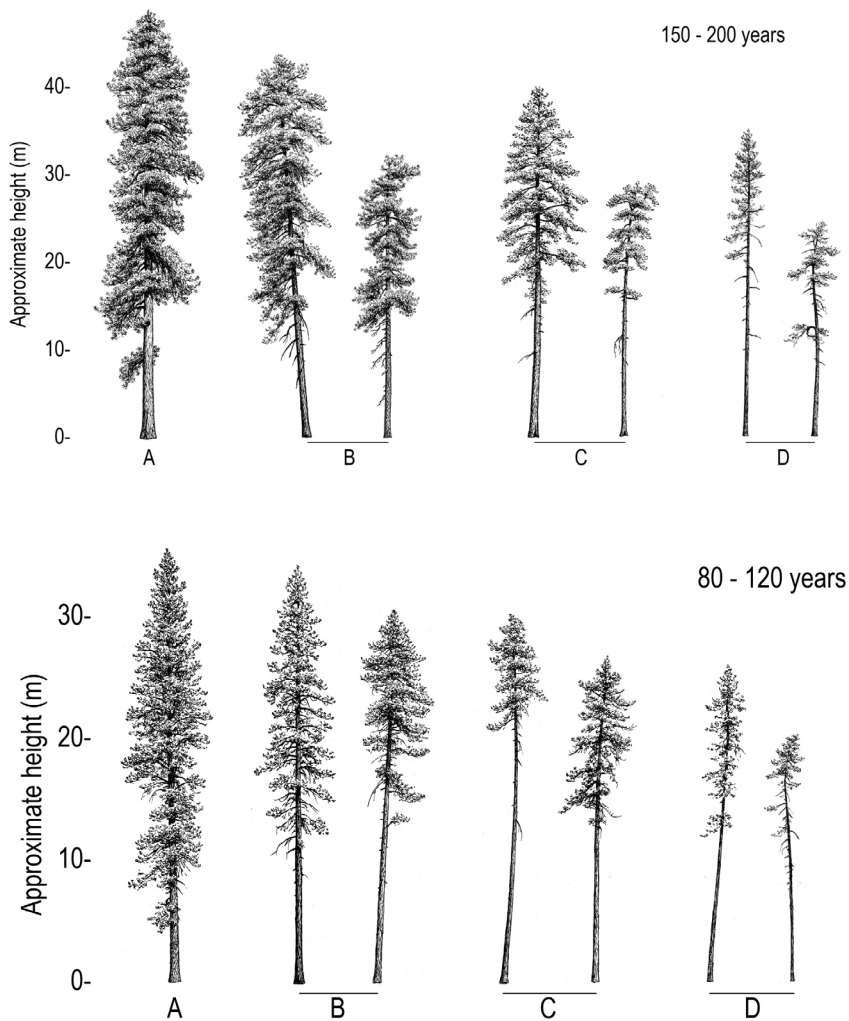 150 - 200 years
Approximate height (m)
40-
30-
20-
10-
0-
A
B
C
D
80 - 120 years
Approximate height (m)
30-
20-
10-
0-
A
B
C
D